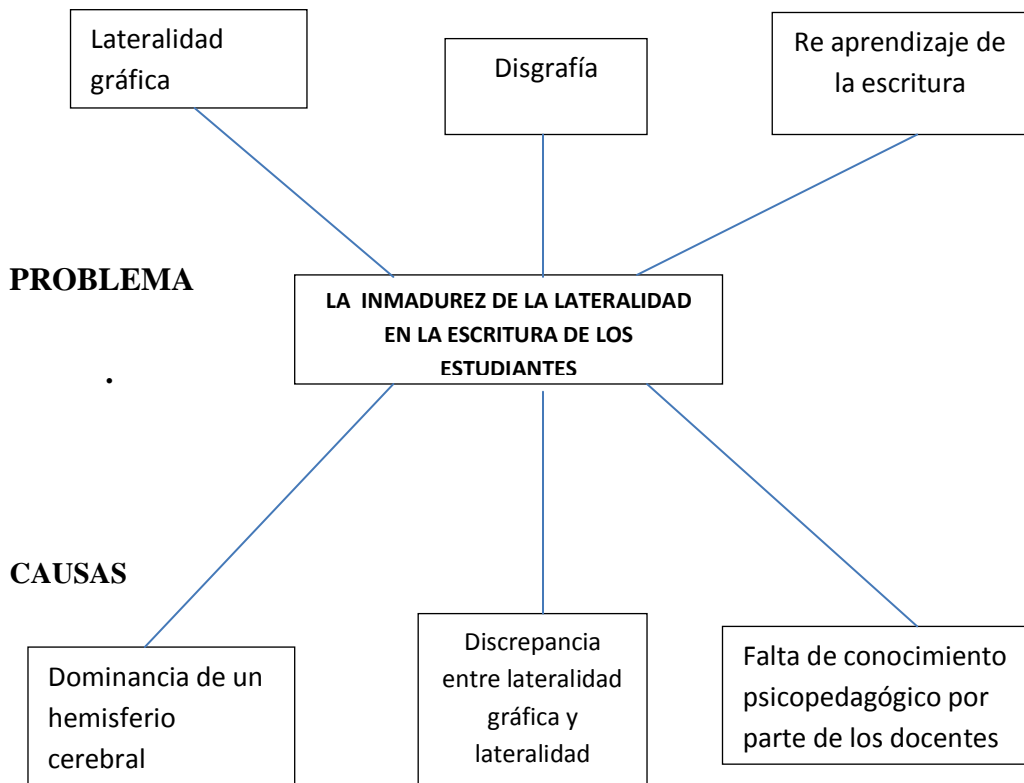 Lateralidad
gráfica
Disgrafía
Re aprendizaje de
la escritura
PROBLEMA
LA INMADUREZ DE LA LATERALIDAD
EN LA ESCRITURA DE LOS
ESTUDIANTES
.
CAUSAS
Dominancia de un
hemisferio
cerebral
Discrepancia
entre lateralidad
gráfica y
lateralidad
Falta de conocimiento
psicopedagógico por
parte de los docentes